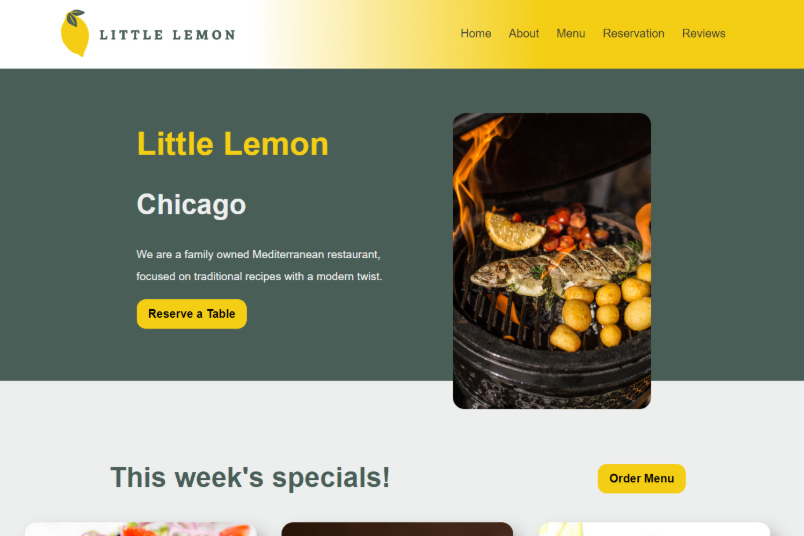 LITTLE LEMON
Home About Menu Reservation Reviews
Little Lemon
Chicago
We are a family owned Mediterranean restaurant,
focused on traditional recipes with a modern twist.
Reserve a Table
This week's specials!
Order Menu